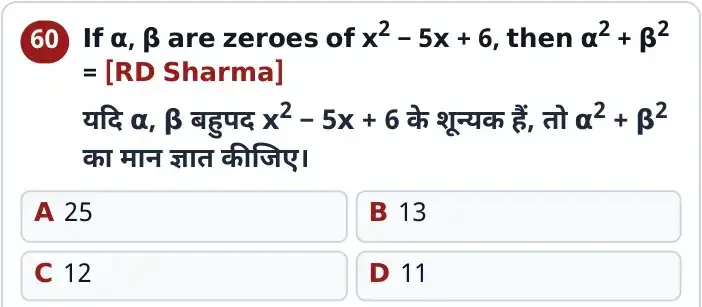 60 If α, β are zeroes of x² – 5x + 6, then α² + β²
= [RD Sharma]
यदि α, β बहुपद x² – 5x + 6 के शून्यक हैं, तो α² + β²
का मान ज्ञात कीजिए।
A 25 B 13
C 12 D 11